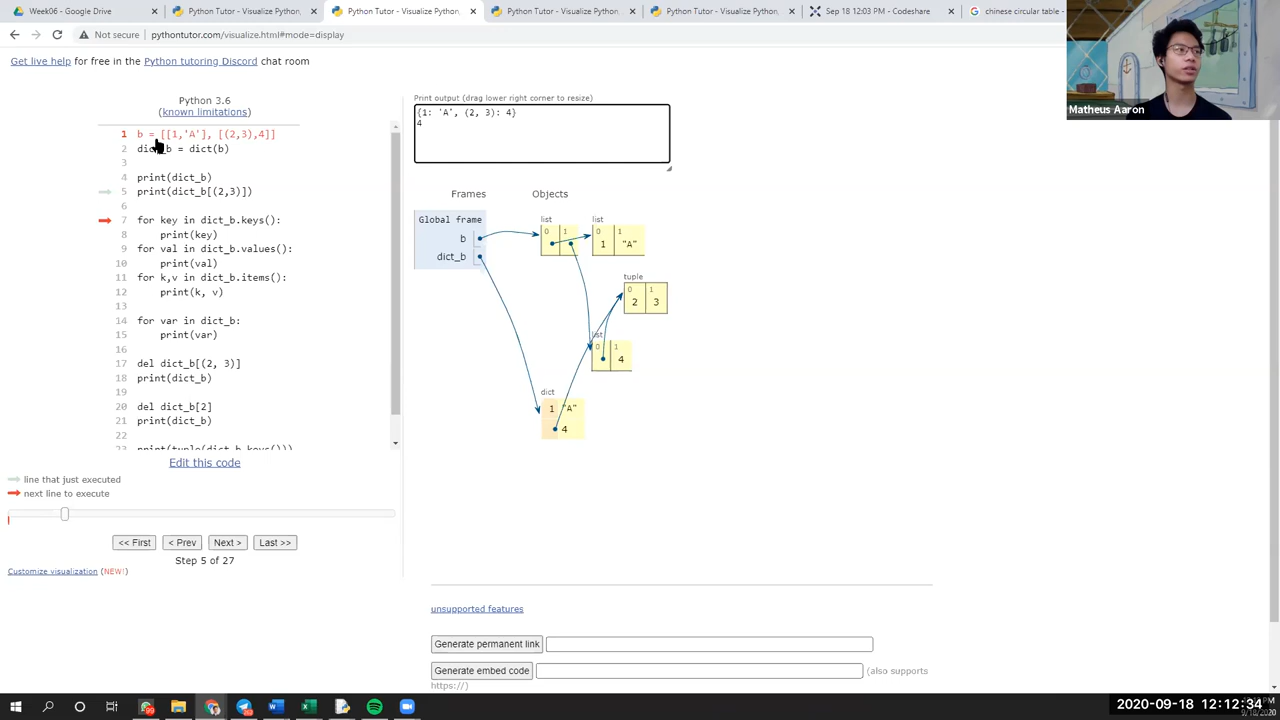 Week06 - Google Drive
Python Tutor - Visualize Python
Python Tutor - Visualize Python
Python Tutor - Visualize Python
Python Tutor - Visualize Python
Sep 18 12:03 PM - Codeshare
chinese circular table -
Not secure | pythontutor.com/visualize.html#mode=display
Get live help for free in the Python tutoring Discord chat room
Matheus Aaron
Python 3.6
(known limitations)
1 b = [[1,'A'], [(2,3),4]]
2 dict_b = dict(b)
3
4 print(dict_b)
5 print(dict_b[(2,3)])
6
7 for key in dict_b.keys():
8 print(key)
9 for val in dict_b.values():
10 print(val)
11 for k,v in dict_b.items():
12 print(k, v)
13
14 for var in dict_b:
15 print(var)
16
17 del dict_b[(2, 3)]
18 print(dict_b)
19
20 del dict_b[2]
21 print(dict_b)
22
23 print(tuple(dict_b.keys()))
Edit this code
line that just executed
next line to execute
<< First < Prev Next > Last >>
Step 5 of 27
Customize visualization (NEW!)
Print output (drag lower right corner to resize)
{1: 'A', (2, 3): 4}
4
Frames Objects
Global frame
b
dict_b
list
0 1
list
0 1
1 "A"
tuple
0 1
2 3
list
0 1
4
dict
1 "A"
4
unsupported features
Generate permanent link
Generate embed code (also supports
https://)
2020-09-18 12:12:34